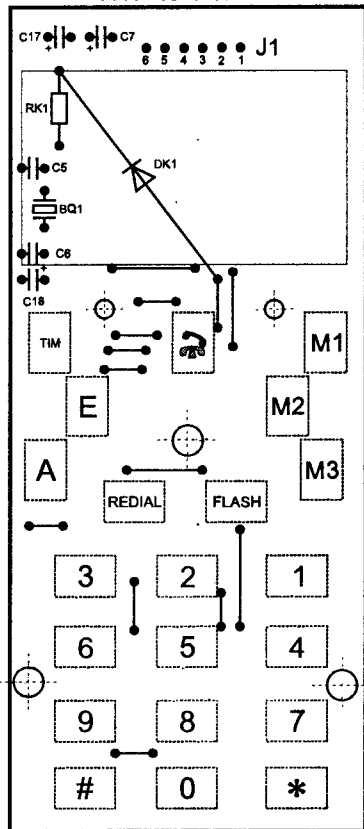 C17
C7
J1
6 5 4 3 2 1
RK1
DK1
C5
BQ1
C6
C18
TIM
M1
E
M2
A
M3
REDIAL
FLASH
3 2 1
6 5 4
9 8 7
# 0 *